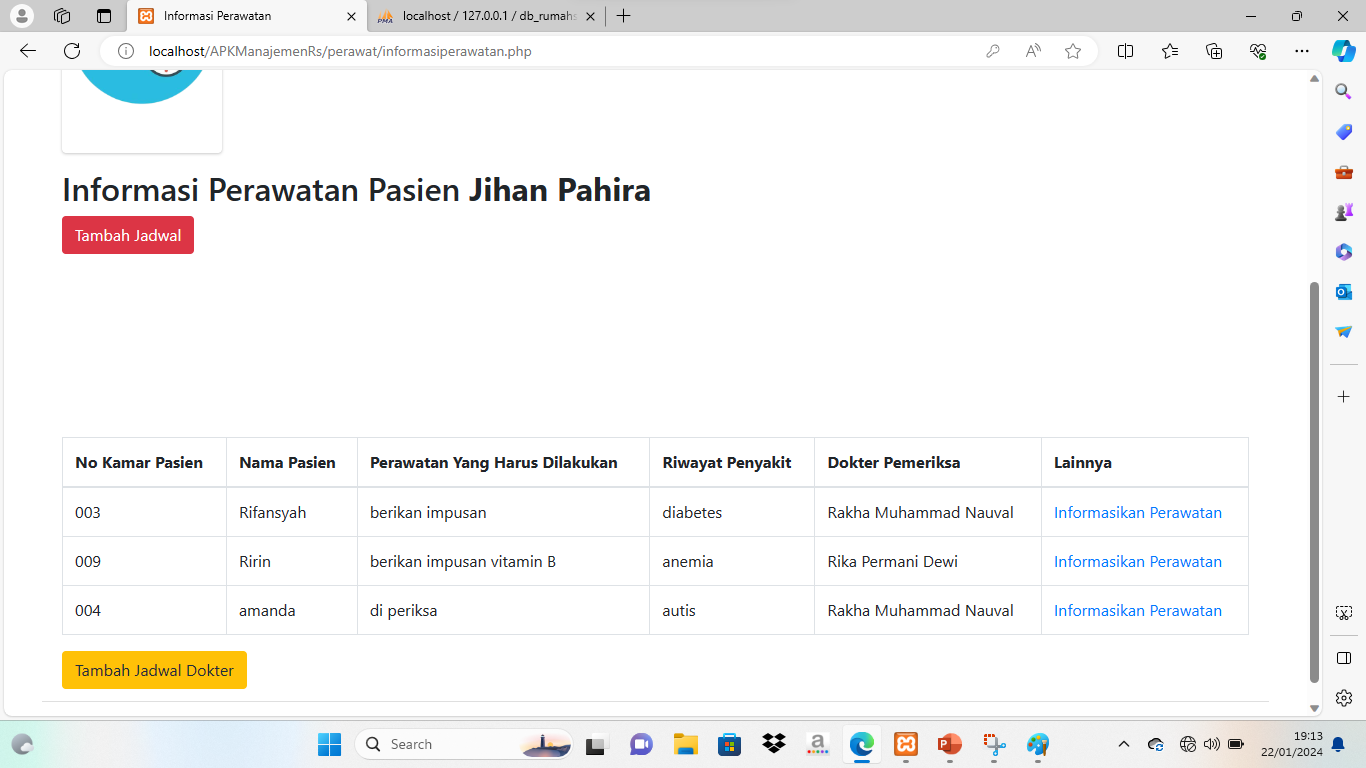 Informasi Perawatan
localhost / 127.0.0.1 / db_rumahs
localhost/APKManajemenRs/perawat/informasiperawatan.php
Informasi Perawatan Pasien Jihan Pahira
Tambah Jadwal
No Kamar Pasien Nama Pasien Perawatan Yang Harus Dilakukan Riwayat Penyakit Dokter Pemeriksa Lainnya
003 Rifansyah berikan impusan diabetes Rakha Muhammad Nauval Informasikan Perawatan
009 Ririn berikan impusan vitamin B anemia Rika Permani Dewi Informasikan Perawatan
004 amanda di periksa autis Rakha Muhammad Nauval Informasikan Perawatan
Tambah Jadwal Dokter
Search
19:13
22/01/2024